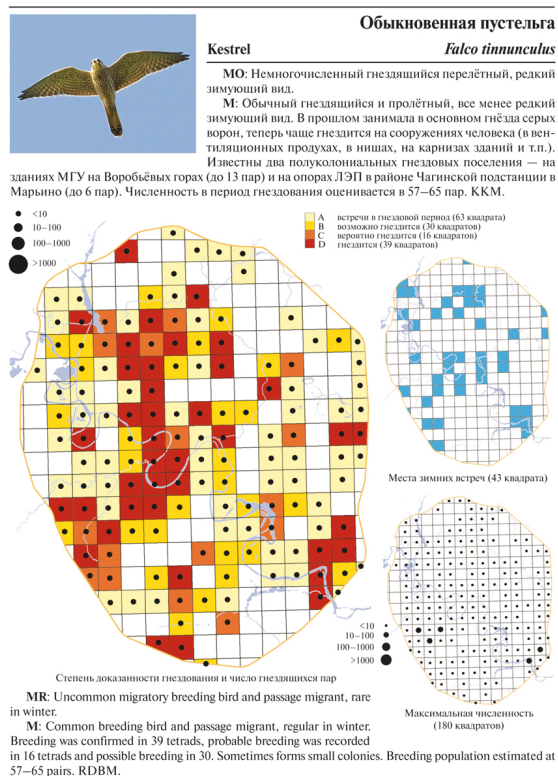 Обыкновенная пустельга
Kestrel Falco tinnunculus
МО: Немногочисленный гнездящийся перелётный, редкий
зимующий вид.
М: Обычный гнездящийся и пролётный, все менее редкий
зимующий вид. В прошлом занимала в основном гнёзда серых
ворон, теперь чаще гнездится на сооружениях человека (в вен-
тиляционных продухах, в нишах, на карнизах зданий и т.п.).
Известны два полуколониальных гнездовых поселения — на
зданиях МГУ на Воробьёвых горах (до 13 пар) и на опорах ЛЭП в районе Чагинской подстанции в
Марьино (до 6 пар). Численность в период гнездования оценивается в 57–65 пар. ККМ.
<10
10–100
100–1000
>1000
A встречи в гнездовой период (63 квадрата)
B возможно гнездится (30 квадратов)
C вероятно гнездится (16 квадратов)
D гнездится (39 квадратов)
Места зимних встреч (43 квадрата)
<10
10–100
100–1000
>1000
Степень доказанности гнездования и число гнездящихся пар
Максимальная численность
(180 квадратов)
MR: Uncommon migratory breeding bird and passage migrant, rare
in winter.
M: Common breeding bird and passage migrant, regular in winter.
Breeding was confirmed in 39 tetrads, probable breeding was recorded
in 16 tetrads and possible breeding in 30. Sometimes forms small colonies. Breeding population estimated at
57–65 pairs. RDBM.